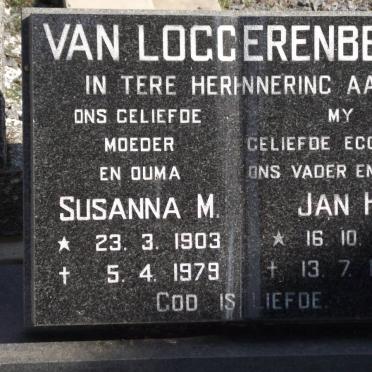 VAN LOGGERENBE
IN TERE HERINNERING AA
ONS GELIEFDE MY
MOEDER GELIEFDE EGG
EN OUMA ONS VADER EN
SUSANNA M. JAN H
★ 23. 3. 1903 ★ 16. 10.
† 5. 4. 1979 † 13. 7. 1
GOD IS LIEFDE.